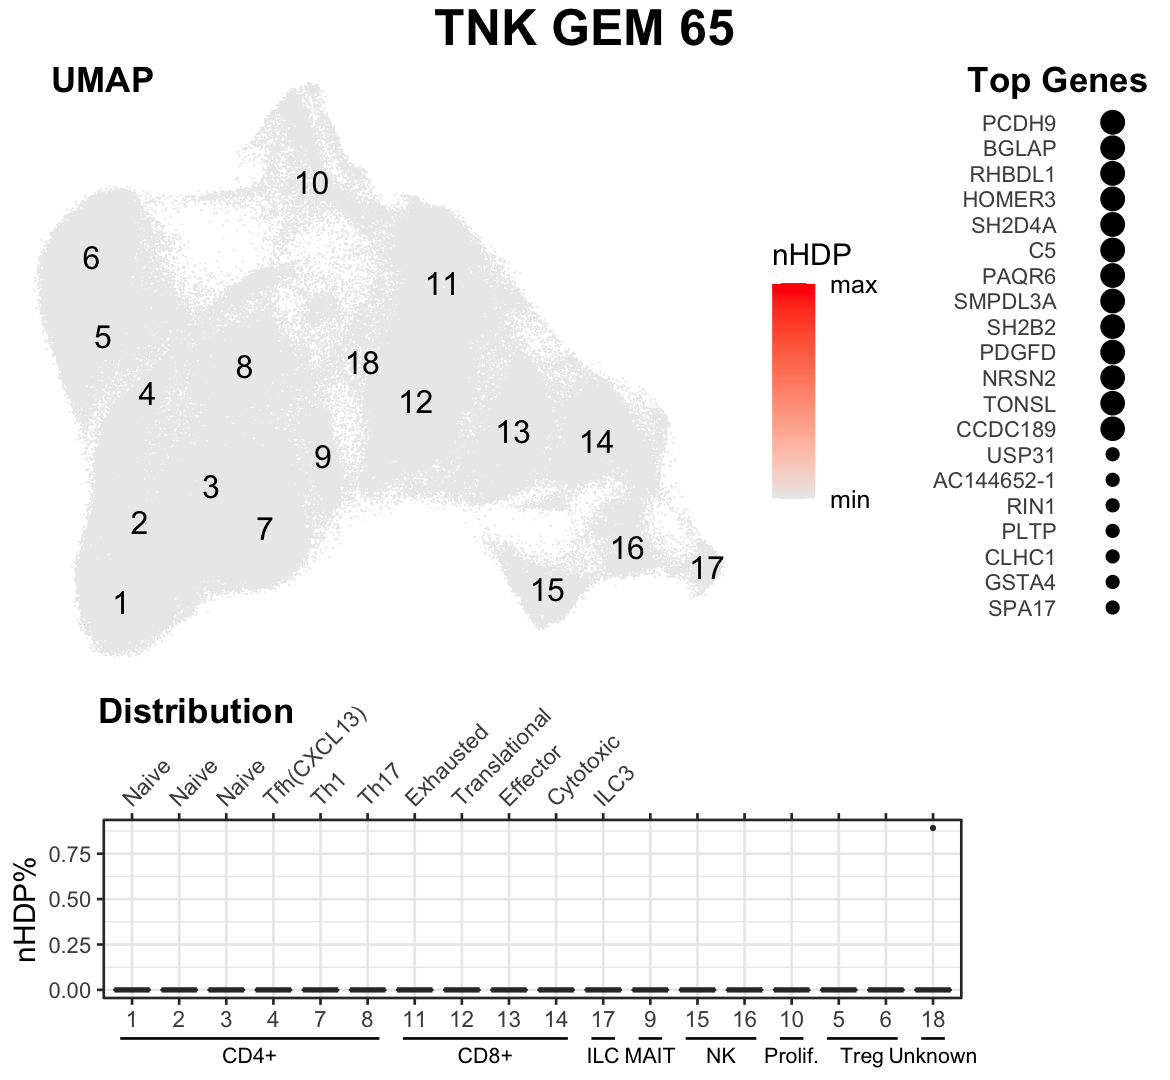 TNK GEM 65
UMAP
10
6
11
5
8
18
4
12
13
14
9
3
2
7
16
17
15
1
nHDP
max
min
Top Genes
PCDH9
BGLAP
RHBDL1
HOMER3
SH2D4A
C5
PAQR6
SMPDL3A
SH2B2
PDGFD
NRSN2
TONSL
CCDC189
USP31
AC144652-1
RIN1
PLTP
CLHC1
GSTA4
SPA17
Distribution
Naive
Naive
Naive
Tfh(CXCL13)
Th1
Th17
Exhausted
Translational
Effector
Cytotoxic
ILC3
nHDP%
0.75
0.50
0.25
0.00
1 2 3 4 7 8 11 12 13 14 17 9 15 16 10 5 6 18
CD4+ CD8+ ILC MAIT NK Prolif. Treg Unknown